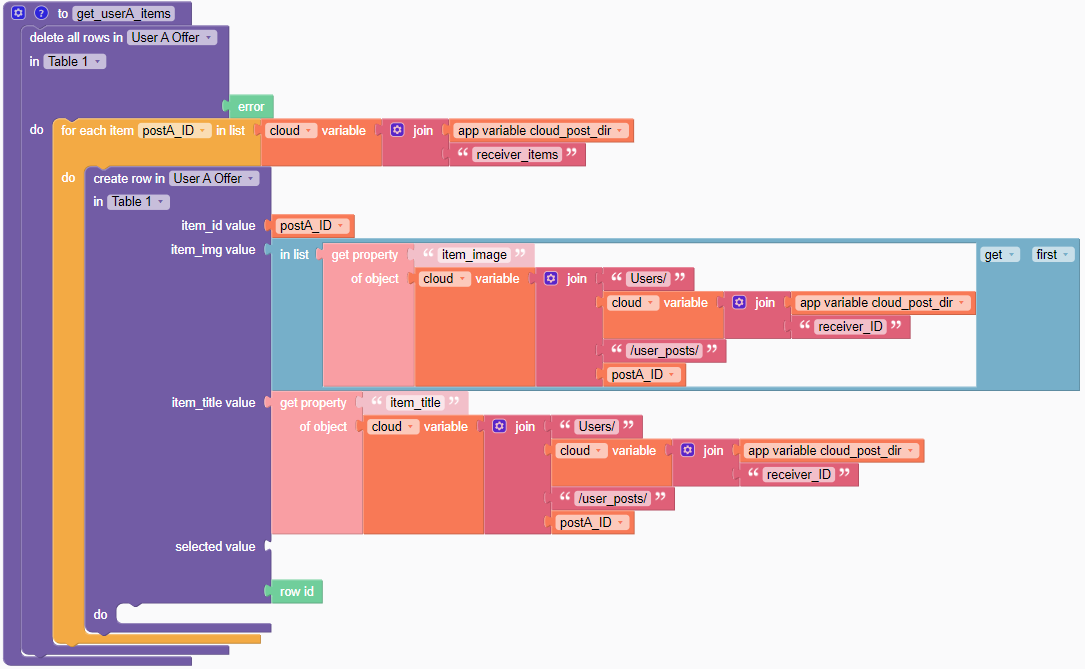 ? to get_userA_items
delete all rows in User A Offer
in Table 1
error
do for each item postA_ID in list cloud variable join app variable cloud_post_dir
“ receiver_items ”
do create row in User A Offer
in Table 1
item_id value postA_ID
item_img value in list get property “ item_image ” get first
of object cloud variable join “ Users/ ”
cloud variable join app variable cloud_post_dir
“ receiver_ID ”
“ /user_posts/ ”
postA_ID
item_title value get property “ item_title ”
of object cloud variable join “ Users/ ”
cloud variable join app variable cloud_post_dir
“ receiver_ID ”
“ /user_posts/ ”
postA_ID
selected value
row id
do